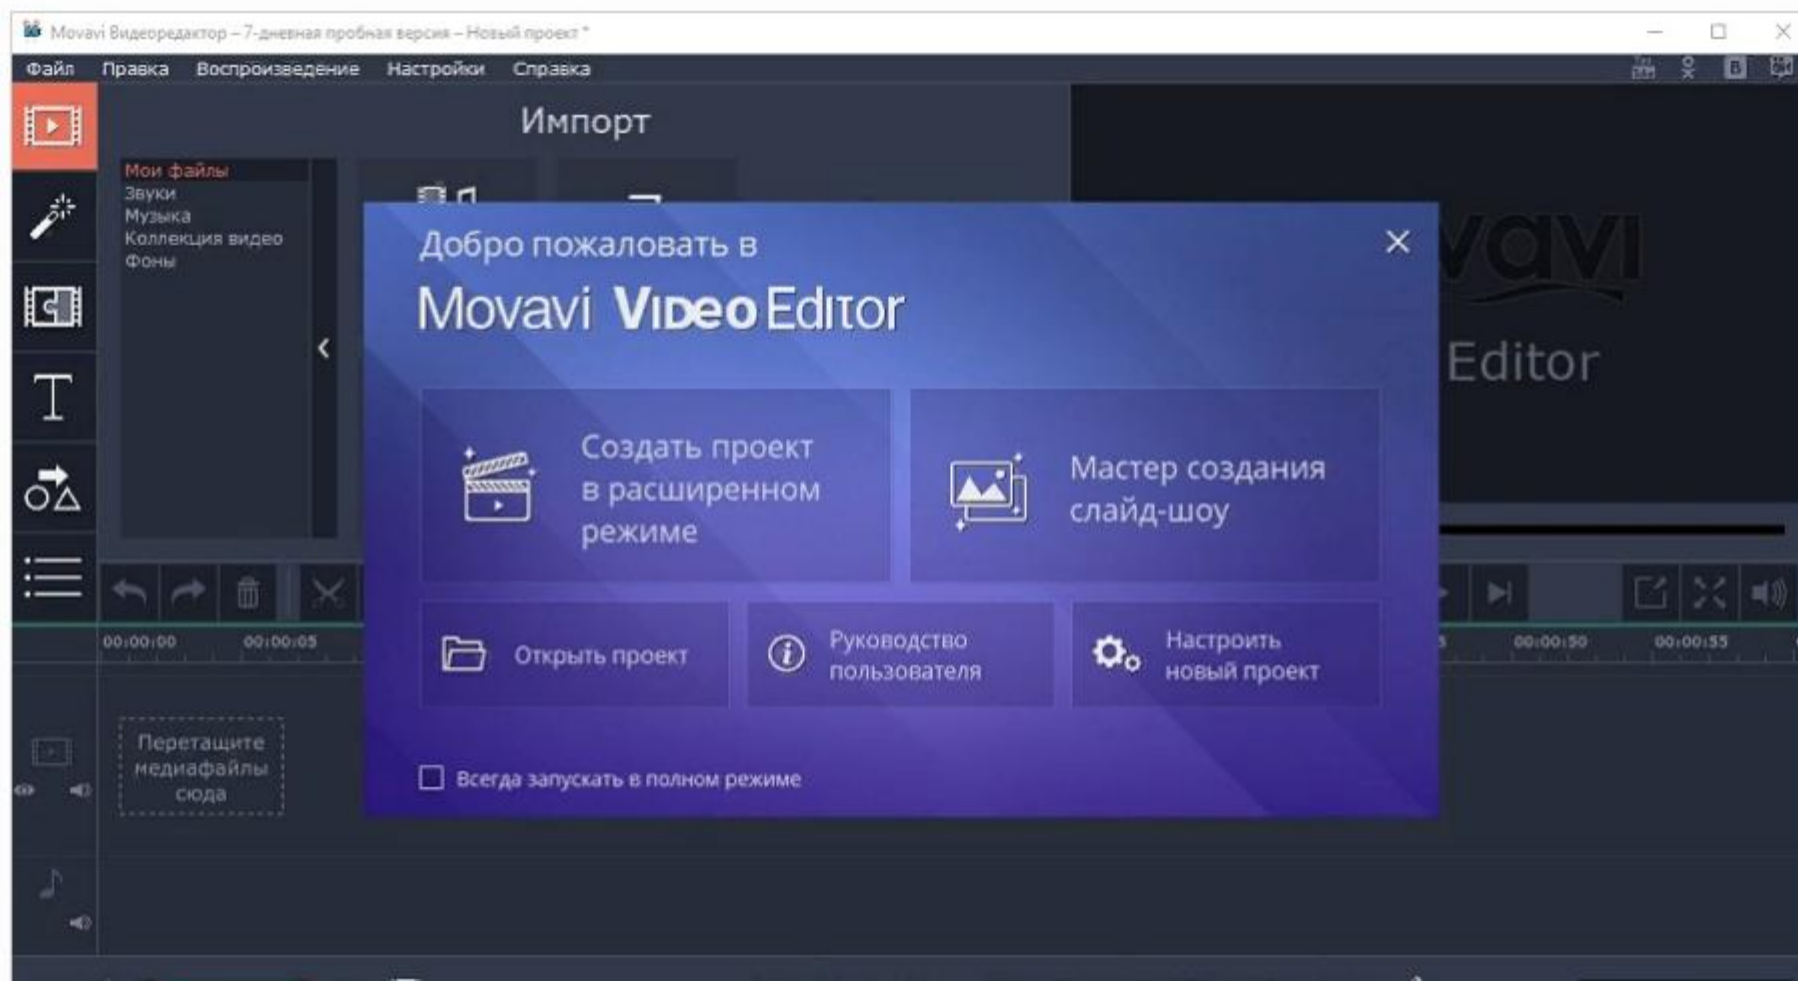 Movavi Видеоредактор – 7-дневная пробная версия – Новый проект *
Файл Правка Воспроизведение Настройки Справка
Импорт
Мои файлы
Звуки
Музыка
Коллекция видео
Фоны
Добро пожаловать в
Movavi Video Editor
Editor
Создать проект
в расширенном
режиме
Мастер создания
слайд-шоу
Открыть проект
Руководство
пользователя
Настроить
новый проект
Всегда запускать в полном режиме
00:00:00 00:00:05 00:00:50 00:00:55
Перетащите
медиафайлы
сюда